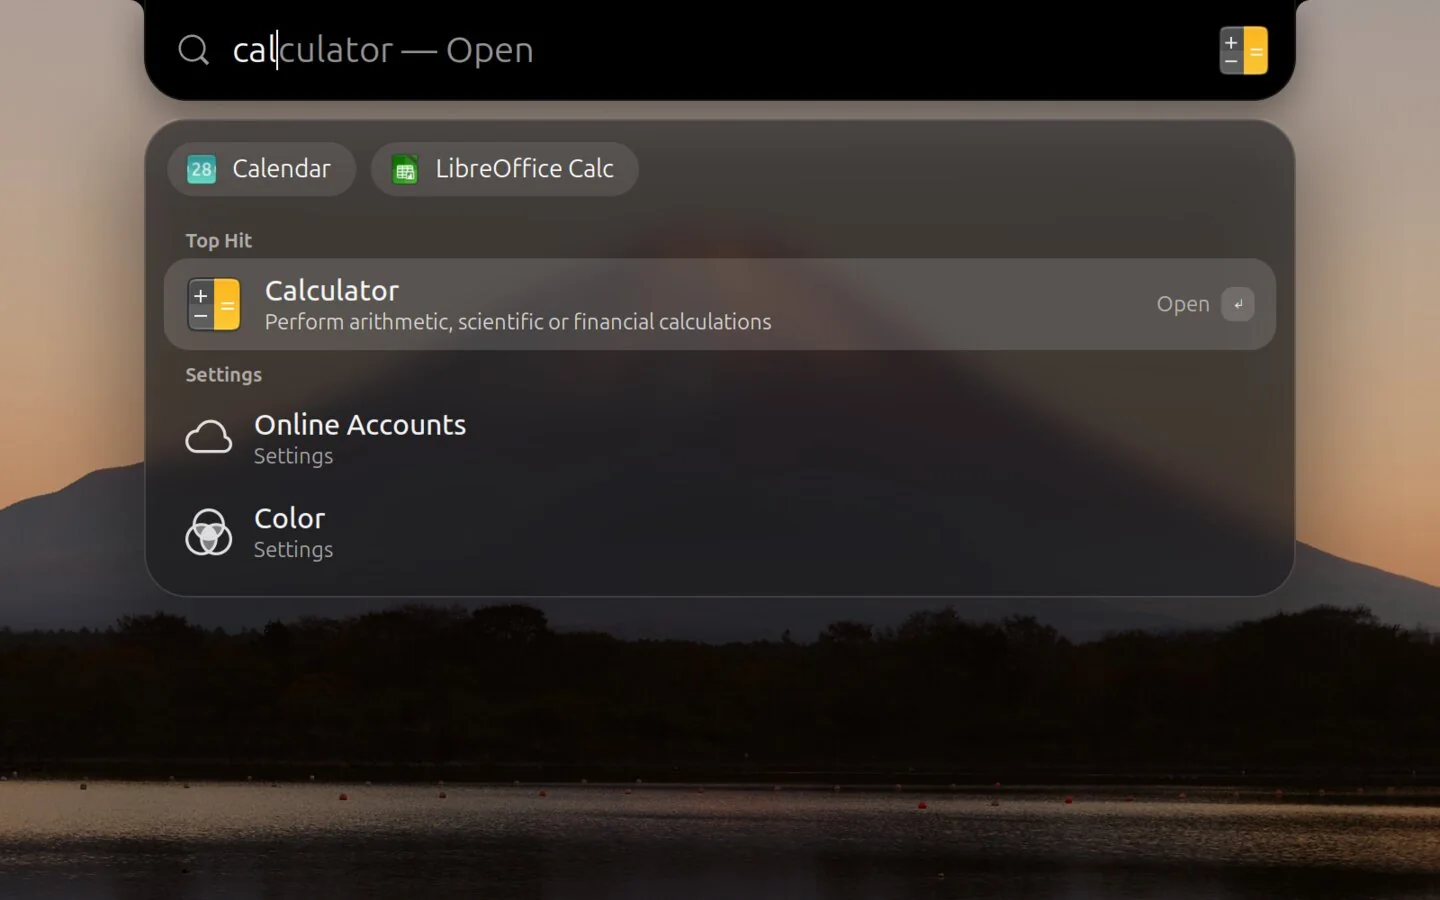 calculator — Open
28 Calendar LibreOffice Calc
Top Hit
Calculator
Perform arithmetic, scientific or financial calculations
Open
Settings
Online Accounts
Settings
Color
Settings